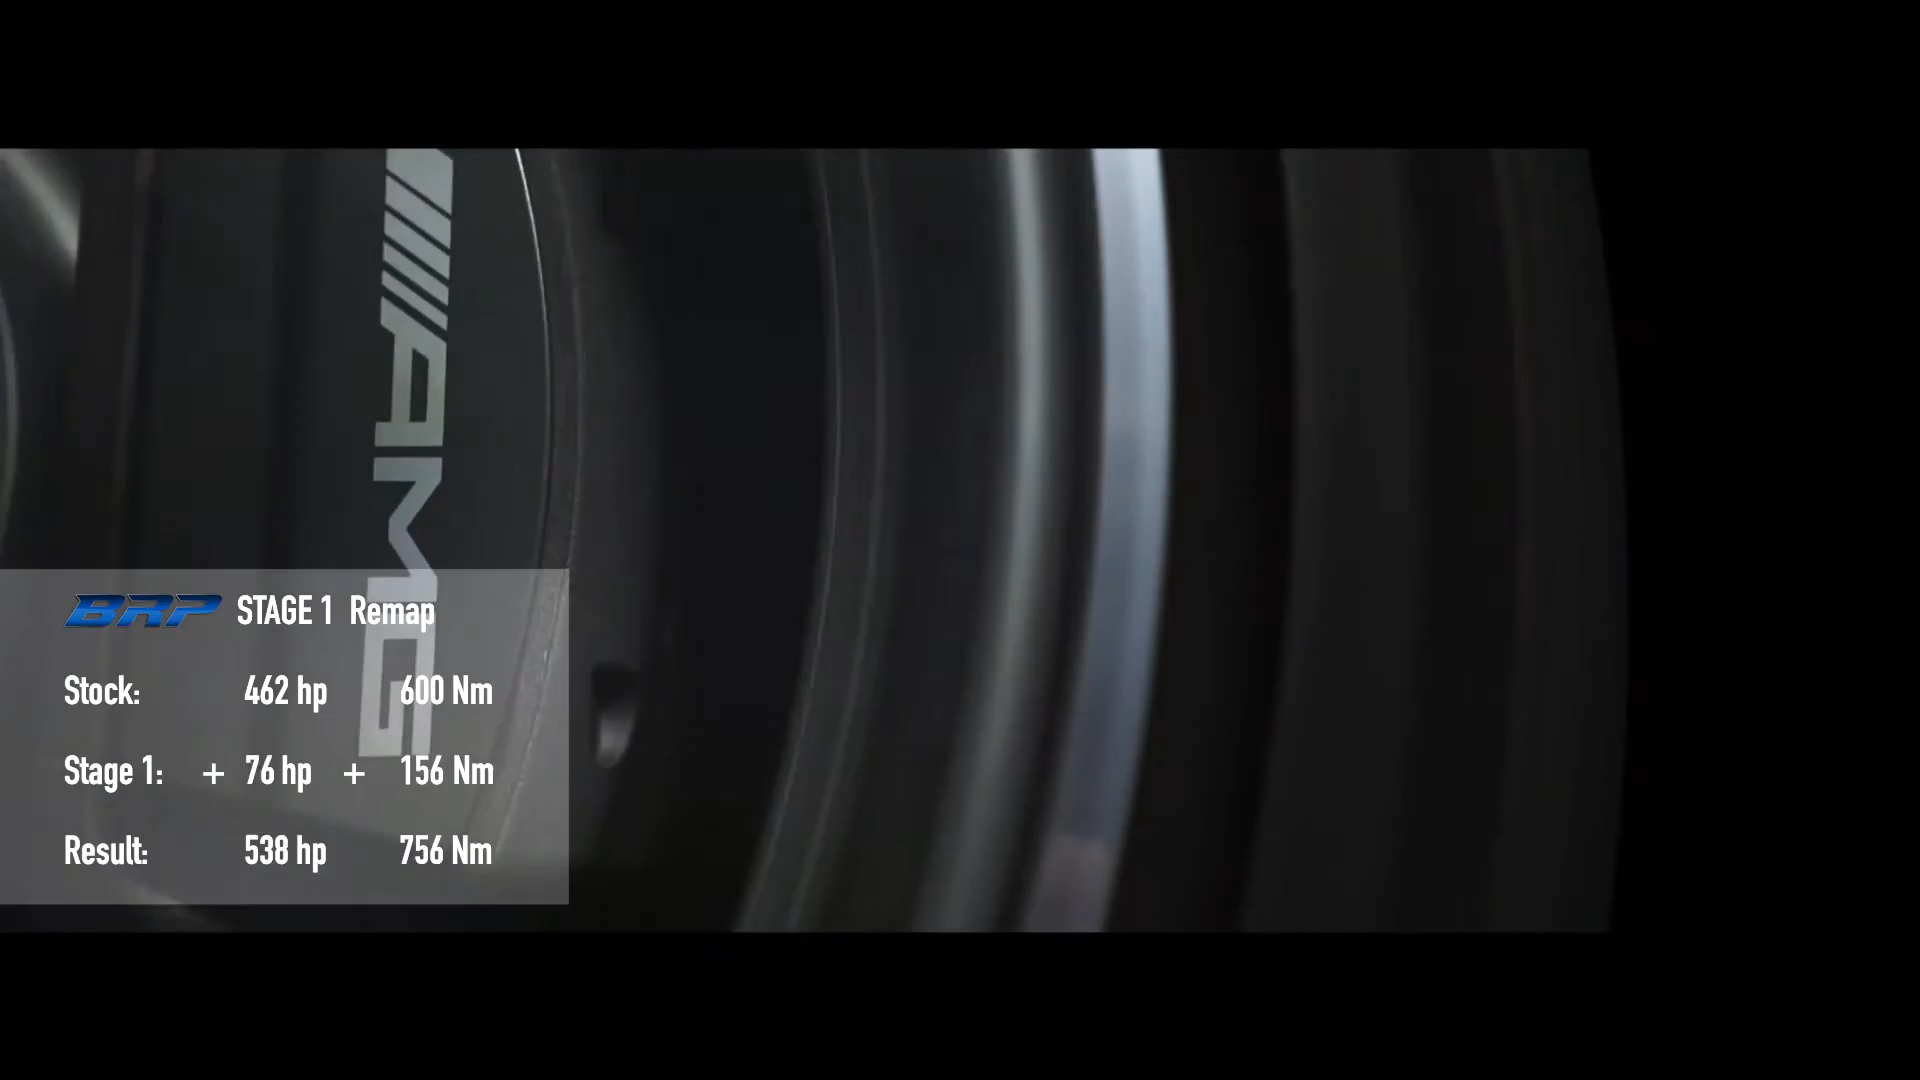 AMG
BRP STAGE 1 Remap
Stock: 462 hp 600 Nm
Stage 1: + 76 hp + 156 Nm
Result: 538 hp 756 Nm